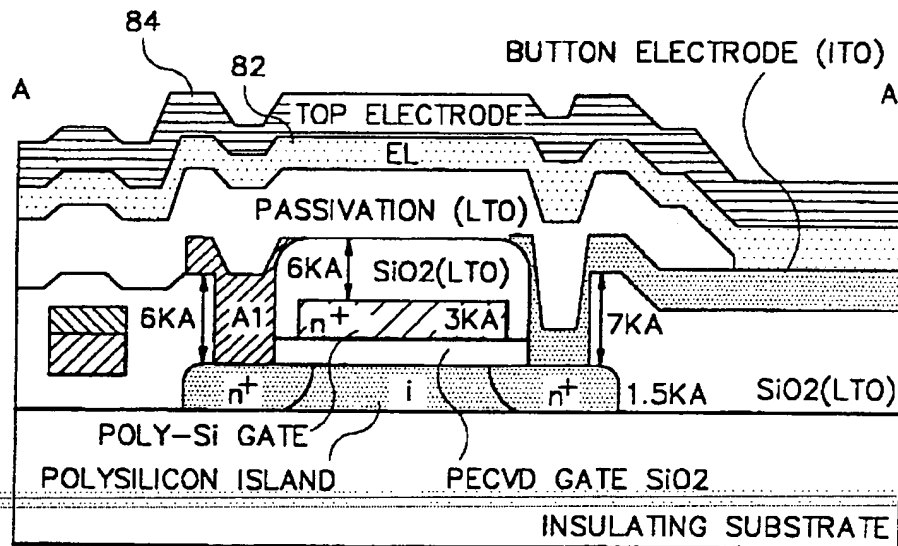 84
82
BUTTON ELECTRODE (ITO)
A
A
TOP ELECTRODE
EL
PASSIVATION (LTO)
6KA
SiO2(LTO)
6KA
A1
n+
3KA
7KA
n+
i
n+
1.5KA
SiO2(LTO)
POLY-Si GATE
POLYSILICON ISLAND
PECVD GATE SiO2
INSULATING SUBSTRATE